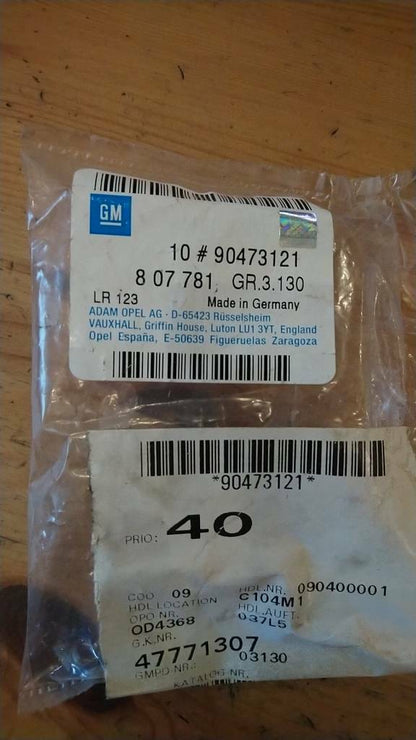 GM
10 # 90473121
8 07 781, GR.3.130
LR 123 Made in Germany
ADAM OPEL AG · D-65423 Rüsselsheim
VAUXHALL, Griffin House, Luton LU1 3YT, England
Opel España, E-50639 Figueruelas Zaragoza
*90473121*
PRIO: 40
COO 09 HDL.NR. 090400001
HDL LOCATION C104M1
OPO NR. HDL.AUFT.
OD4368 037L5
G.K.NR.
47771307
GMPD-NR.: 03130
KATALOG-NR.